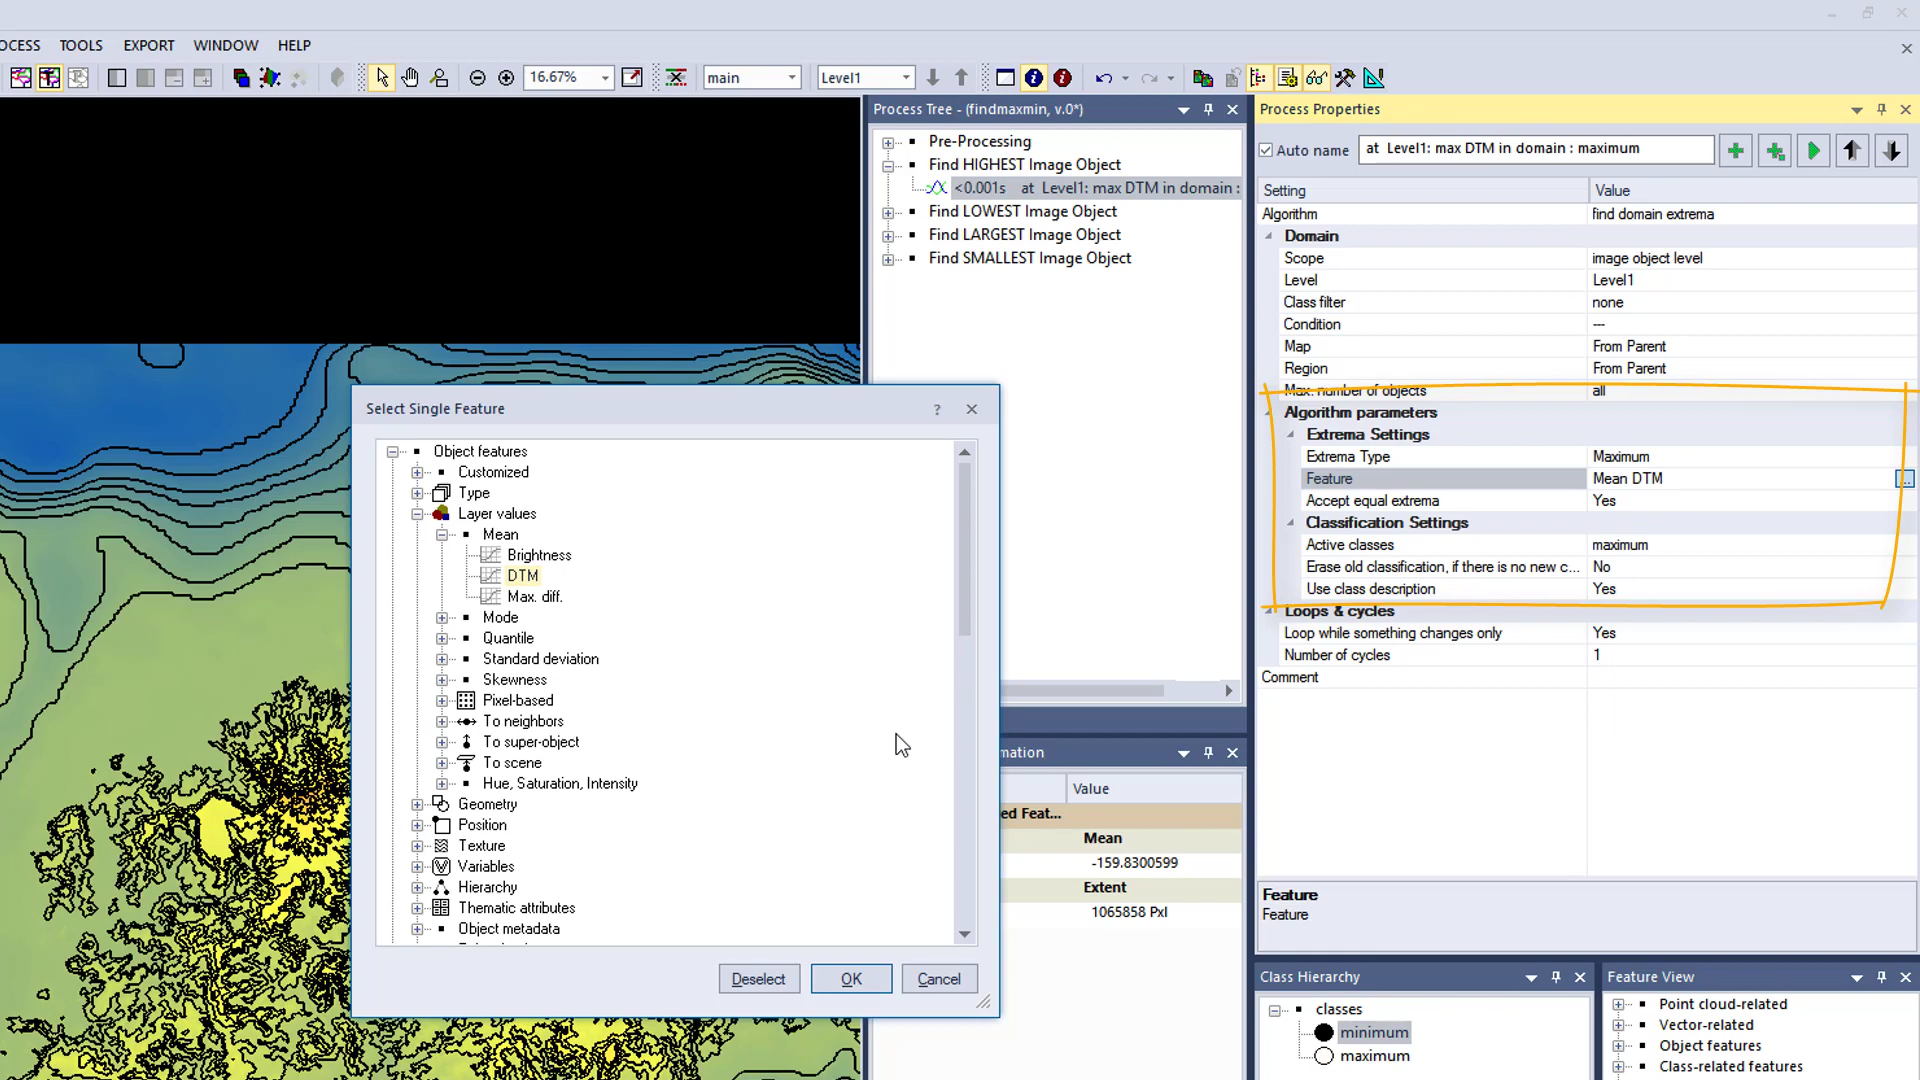 OCESS TOOLS EXPORT WINDOW HELP
16.67% main Level1
Process Tree - (findmaxmin, v.0*)
Pre-Processing
Find HIGHEST Image Object
<0.001s at Level1: max DTM in domain :
Find LOWEST Image Object
Find LARGEST Image Object
Find SMALLEST Image Object
Process Properties
Auto name at Level1: max DTM in domain : maximum
Setting Value
Algorithm find domain extrema
Domain
Scope image object level
Level Level1
Class filter none
Condition ---
Map From Parent
Region From Parent
Max. number of objects all
Algorithm parameters
Extrema Settings
Extrema Type Maximum
Feature Mean DTM ...
Accept equal extrema Yes
Classification Settings
Active classes maximum
Erase old classification, if there is no new c... No
Use class description Yes
Loops & cycles
Loop while something changes only Yes
Number of cycles 1
Comment
Feature
Feature
Select Single Feature ?
Object features
Customized
Type
Layer values
Mean
Brightness
DTM
Max. diff.
Mode
Quantile
Standard deviation
Skewness
Pixel-based
To neighbors
To super-object
To scene
Hue, Saturation, Intensity
Geometry
Position
Texture
Variables
Hierarchy
Thematic attributes
Object metadata
Deselect OK Cancel
mation
Value
ed Feat...
Mean
-159.8300599
Extent
1065858 Pxl
Class Hierarchy
classes
minimum
maximum
Feature View
Point cloud-related
Vector-related
Object features
Class-related features